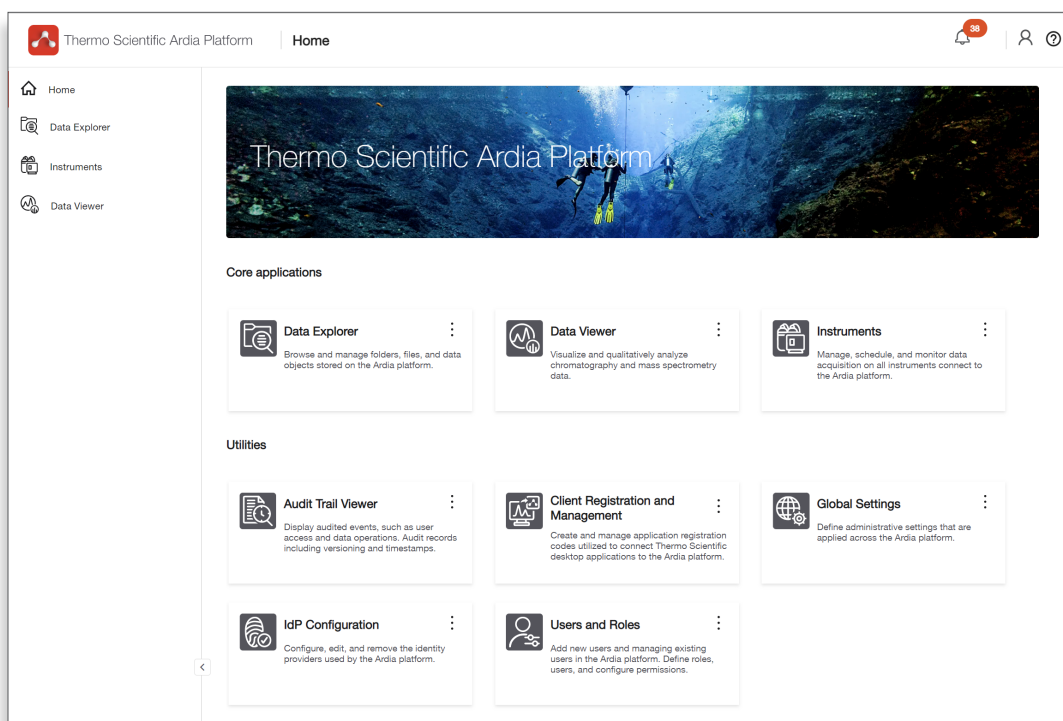 Thermo Scientific Ardia Platform
Home
38
Home
Data Explorer
Instruments
Data Viewer
Thermo Scientific Ardia Platform
Core applications
Data Explorer
Browse and manage folders, files, and data
objects stored on the Ardia platform.
Data Viewer
Visualize and qualitatively analyze
chromatography and mass spectrometry
data.
Instruments
Manage, schedule, and monitor data
acquisition on all instruments connect to
the Ardia platform.
Utilities
Audit Trail Viewer
Display audited events, such as user
access and data operations. Audit records
including versioning and timestamps.
Client Registration and
Management
Create and manage application registration
codes utilized to connect Thermo Scientific
desktop applications to the Ardia platform.
Global Settings
Define administrative settings that are
applied across the Ardia platform.
IdP Configuration
Configure, edit, and remove the identity
providers used by the Ardia platform.
Users and Roles
Add new users and managing existing
users in the Ardia platform. Define roles,
users, and configure permissions.